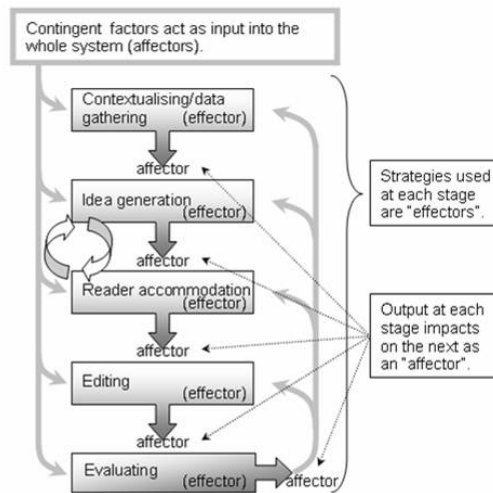 Contingent factors act as input into the
whole system (affectors).
Contextualising/data
gathering (effector)
affector
Idea generation
(effector)
affector
Reader accommodation
(effector)
affector
Editing
(effector)
affector
Evaluating (effector)
affector
Strategies used
at each stage
are "effectors".
Output at each
stage impacts
on the next as
an "affector".